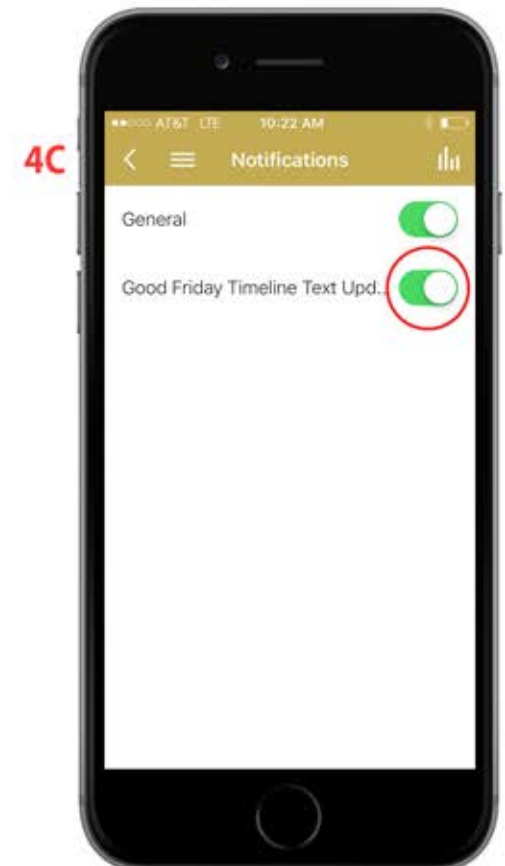 AT&T LTE 10:22 AM
4C
Notifications
General
Good Friday Timeline Text Upd..